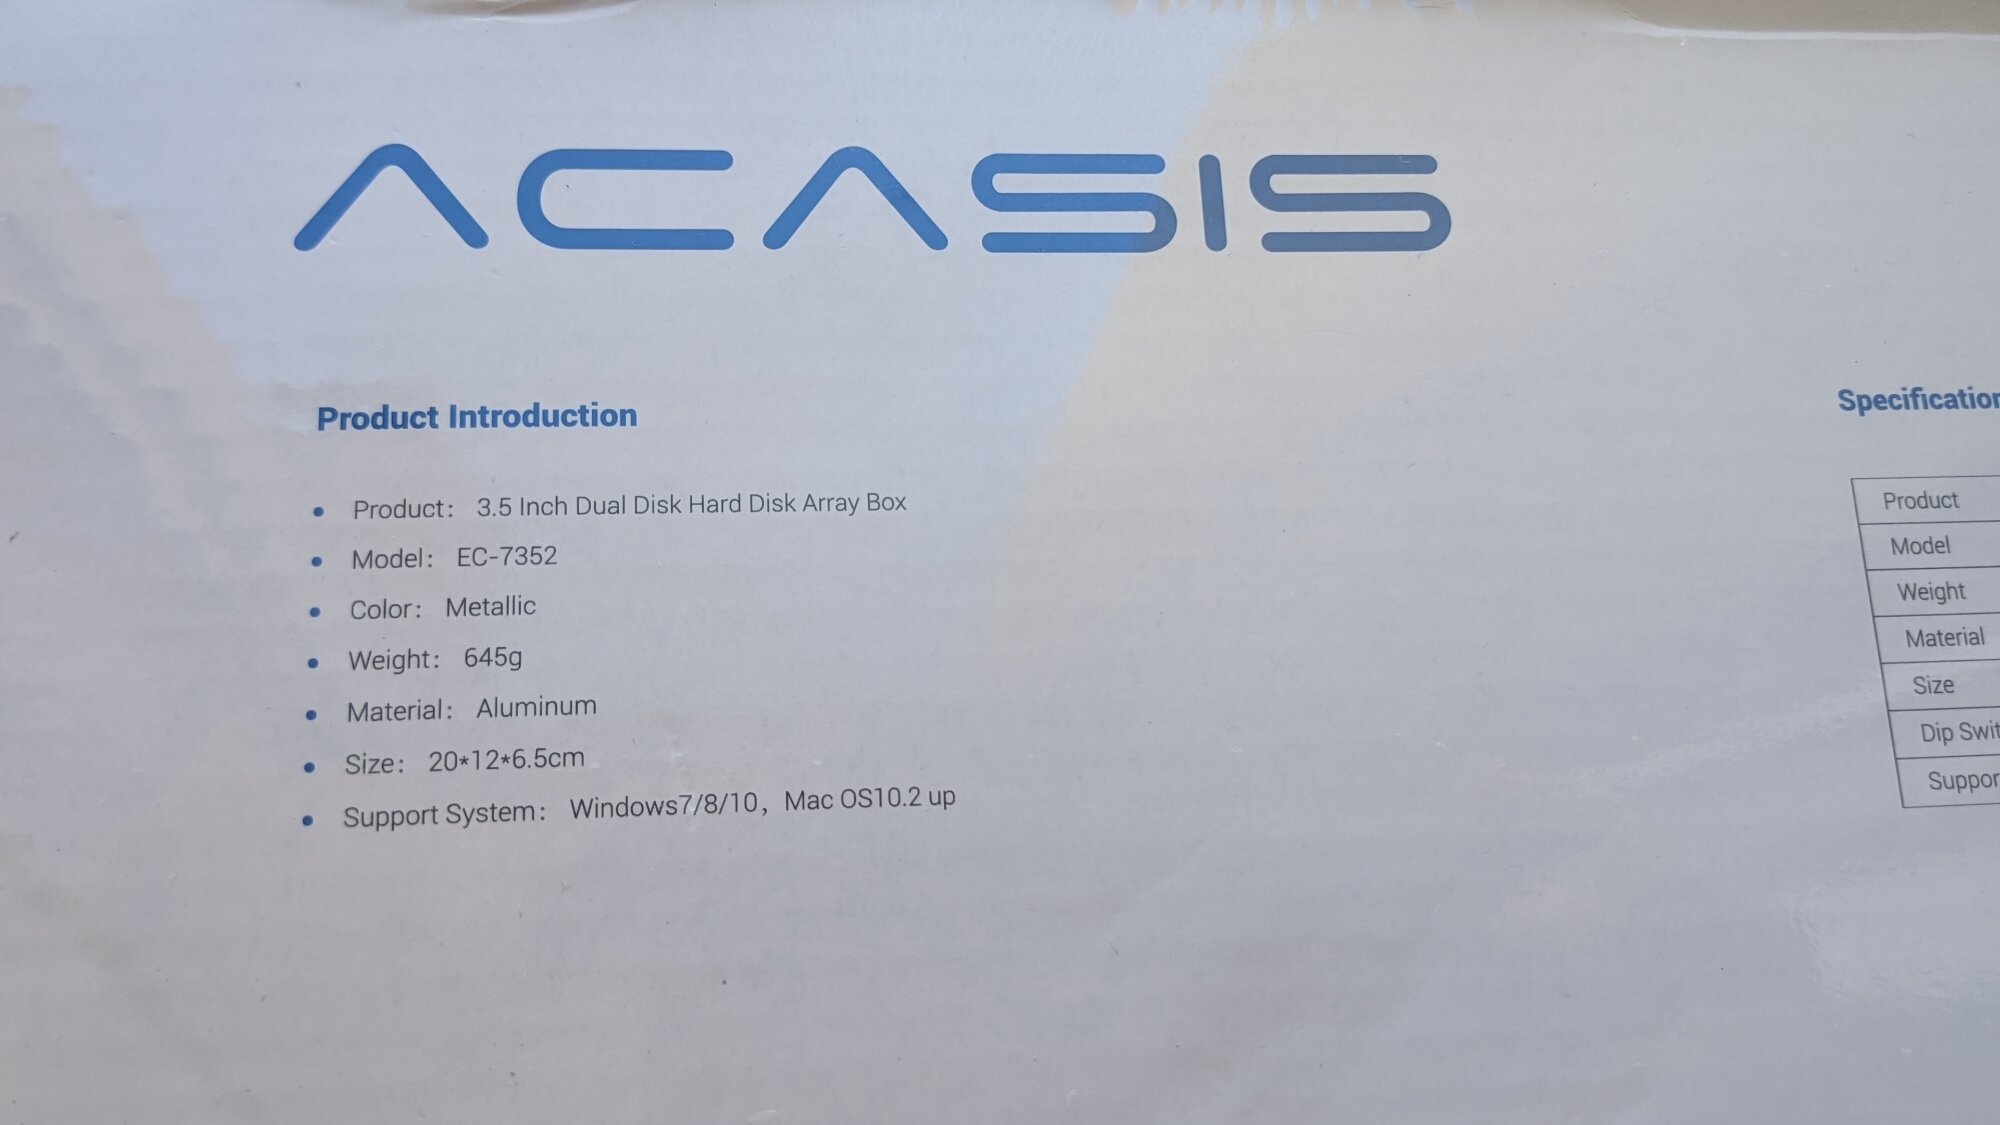 ACASIS
Product Introduction
• Product： 3.5 Inch Dual Disk Hard Disk Array Box
• Model： EC-7352
• Color： Metallic
• Weight： 645g
• Material： Aluminum
• Size： 20*12*6.5cm
• Support System： Windows7/8/10，Mac OS10.2 up
Specification
Product
Model
Weight
Material
Size
Dip Swit
Suppor